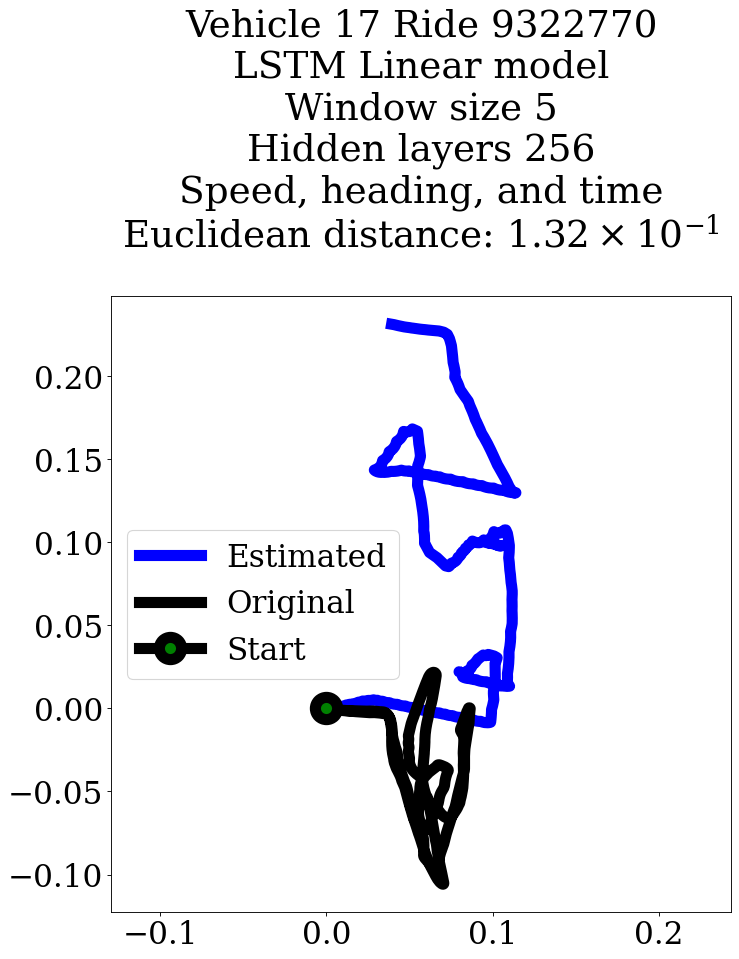 Vehicle 17 Ride 9322770
LSTM Linear model
Window size 5
Hidden layers 256
Speed, heading, and time
Euclidean distance: 1.32 × 10⁻¹
0.20
0.15
0.10
0.05
0.00
−0.05
−0.10
Estimated
Original
Start
−0.1 0.0 0.1 0.2